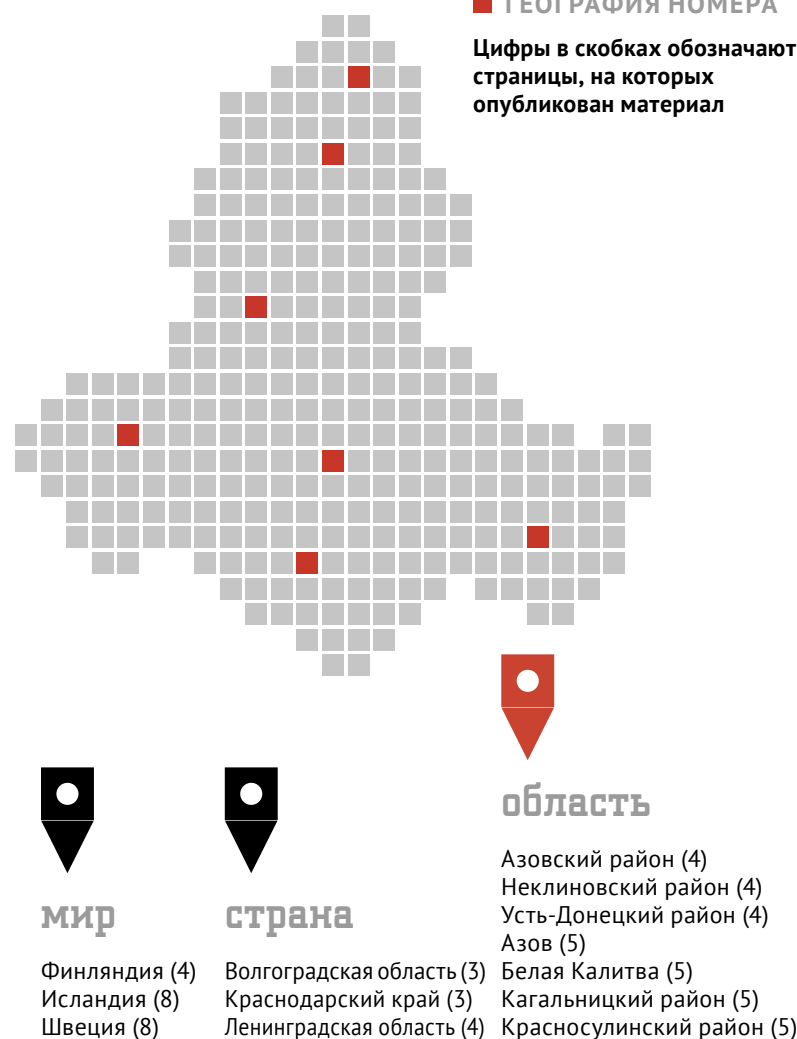 ГЕОГРАФИЯ НОМЕРА
Цифры в скобках обозначают
страницы, на которых
опубликован материал
мир
Финляндия (4)
Исландия (8)
Швеция (8)
страна
Волгоградская область (3)
Краснодарский край (3)
Ленинградская область (4)
область
Азовский район (4)
Неклиновский район (4)
Усть-Донецкий район (4)
Азов (5)
Белая Калитва (5)
Кагальницкий район (5)
Красносулинский район (5)